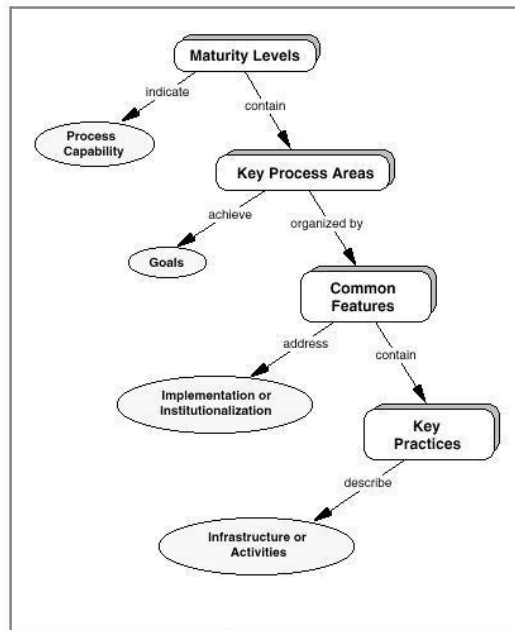 Maturity Levels
indicate
contain
Process
Capability
Key Process Areas
achieve
organized by
Goals
Common
Features
address
contain
Implementation or
Institutionalization
Key
Practices
describe
Infrastructure or
Activities